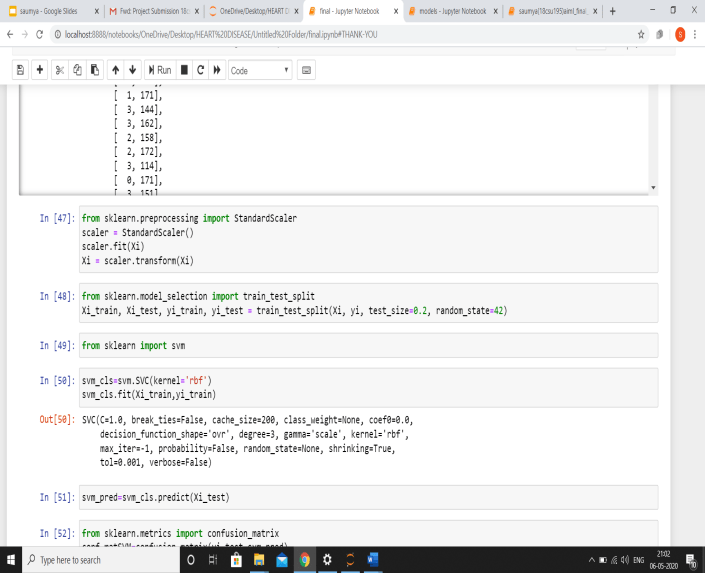 saumya - Google Slides
Fwd: Project Submission 18c
OneDrive/Desktop/HEART D
final - Jupyter Notebook
models - Jupyter Notebook
saumya(18csu195)aiml_final_
localhost:8888/notebooks/OneDrive/Desktop/HEART%20DISEASE/Untitled%20Folder/final.ipynb#THANK-YOU
S
Run
Code
[ 1, 171],
[ 3, 144],
[ 3, 162],
[ 2, 158],
[ 2, 172],
[ 3, 114],
[ 0, 171],
[ 3, 151]
In [47]: from sklearn.preprocessing import StandardScaler
scaler = StandardScaler()
scaler.fit(Xi)
Xi = scaler.transform(Xi)
In [48]: from sklearn.model_selection import train_test_split
Xi_train, Xi_test, yi_train, yi_test = train_test_split(Xi, yi, test_size=0.2, random_state=42)
In [49]: from sklearn import svm
In [50]: svm_cls=svm.SVC(kernel='rbf')
svm_cls.fit(Xi_train,yi_train)
Out[50]: SVC(C=1.0, break_ties=False, cache_size=200, class_weight=None, coef0=0.0,
decision_function_shape='ovr', degree=3, gamma='scale', kernel='rbf',
max_iter=-1, probability=False, random_state=None, shrinking=True,
tol=0.001, verbose=False)
In [51]: svm_pred=svm_cls.predict(Xi_test)
In [52]: from sklearn.metrics import confusion_matrix
Type here to search
ENG
21:02
06-05-2020